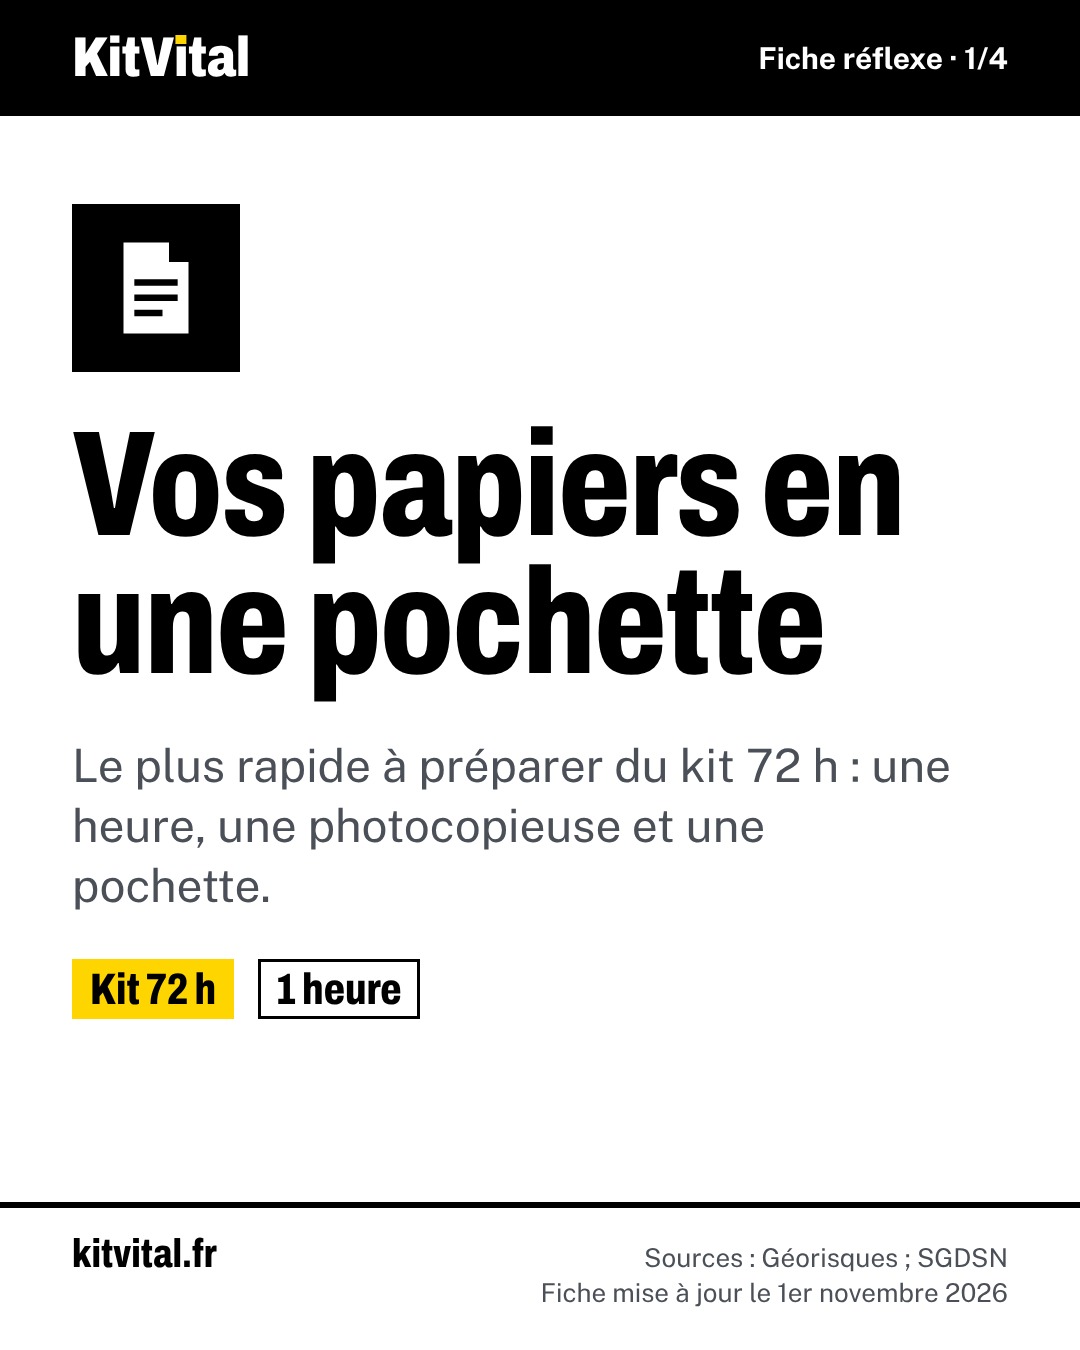 KitVital
Fiche réflexe · 1/4
Vos papiers en
une pochette
Le plus rapide à préparer du kit 72 h : une
heure, une photocopieuse et une
pochette.
Kit 72 h
1 heure
kitvital.fr
Sources : Géorisques ; SGDSN
Fiche mise à jour le 1er novembre 2026